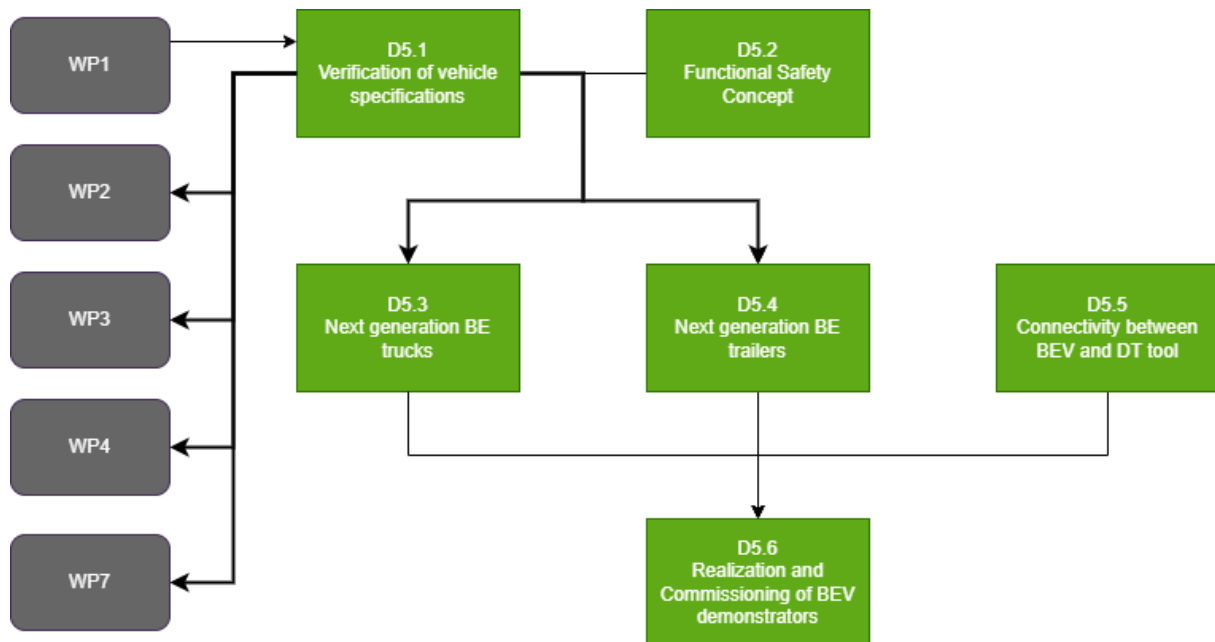 WP1
D5.1
Verification of vehicle
specifications
D5.2
Functional Safety
Concept
WP2
WP3
D5.3
Next generation BE
trucks
D5.4
Next generation BE
trailers
D5.5
Connectivity between
BEV and DT tool
WP4
WP7
D5.6
Realization and
Commissioning of BEV
demonstrators